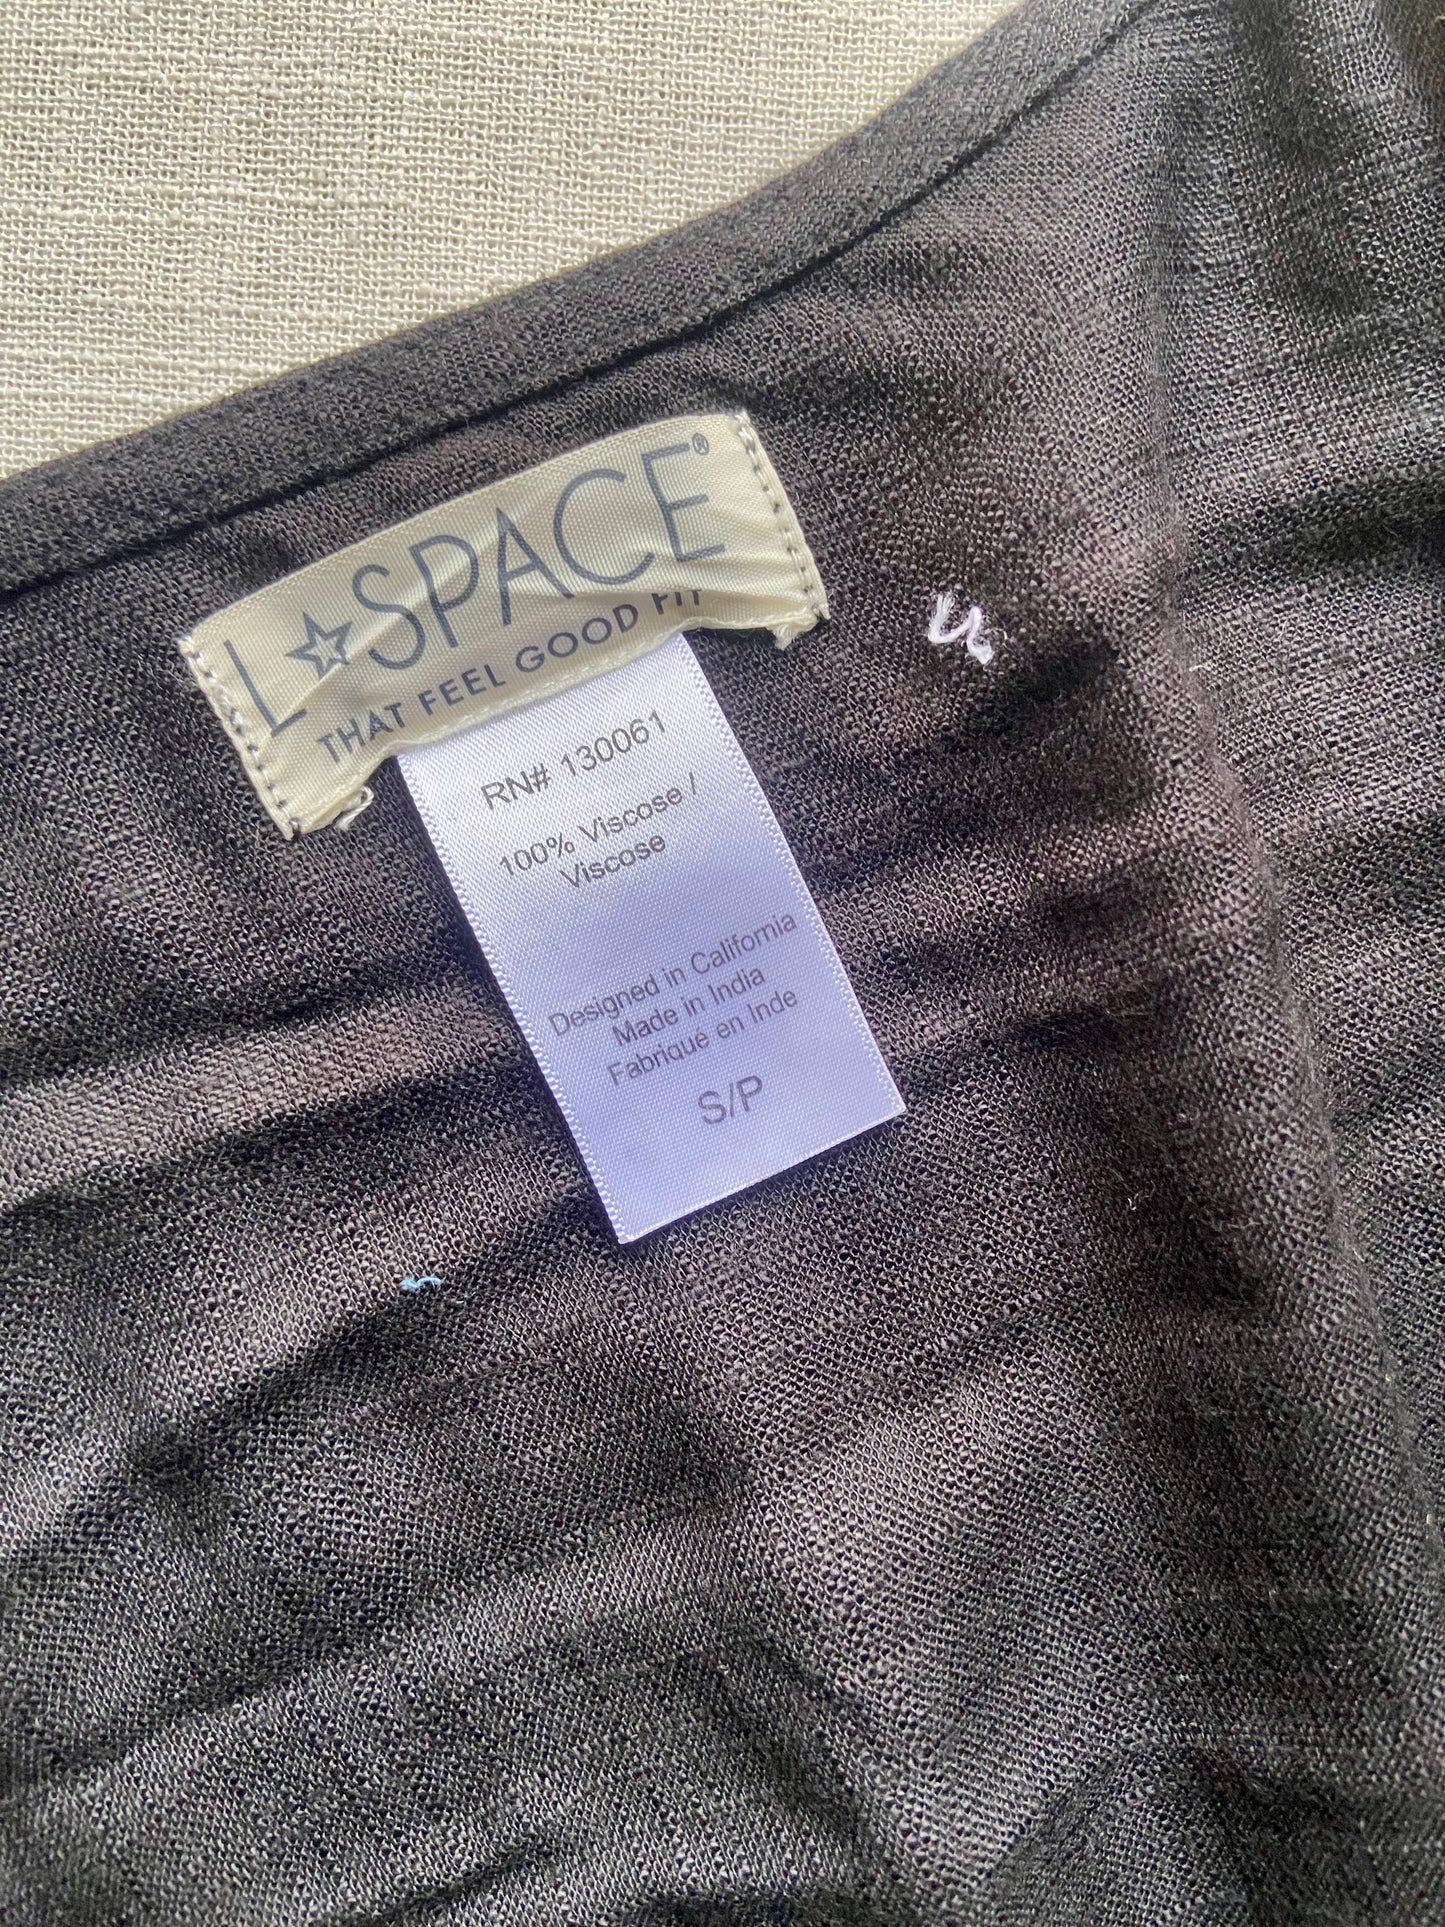 L☆SPACE®
THAT FEEL GOOD FIT
RN# 130061
100% Viscose /
Viscose
Designed in California
Made in India
Fabriqué en Inde
S/P